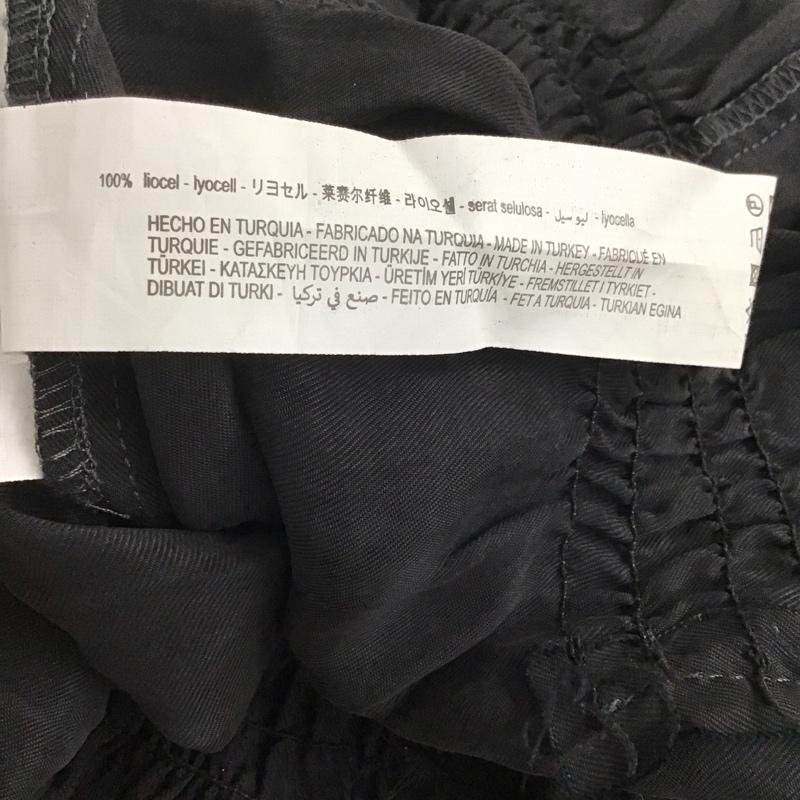 100% liocel - lyocell - リヨセル - 莱赛尔纤维 - 라이오셀 - serat selulosa - ليوسيل - lyocella
HECHO EN TURQUIA - FABRICADO NA TURQUIA - MADE IN TURKEY - FABRIQUÉ EN
TURQUIE - GEFABRICEERD IN TURKIJE - FATTO IN TURCHIA - HERGESTELLT IN
TÜRKEI - ΚΑΤΑΣΚΕΥΗ ΤΟΥΡΚΙΑ - ÜRETİM YERİ TÜRKİYE - FREMSTILLET I TYRKIET -
DIBUAT DI TURKI - صنع في تركيا - FEITO EN TURQUÍA - FET A TURQUIA - TURKIAN EGINA